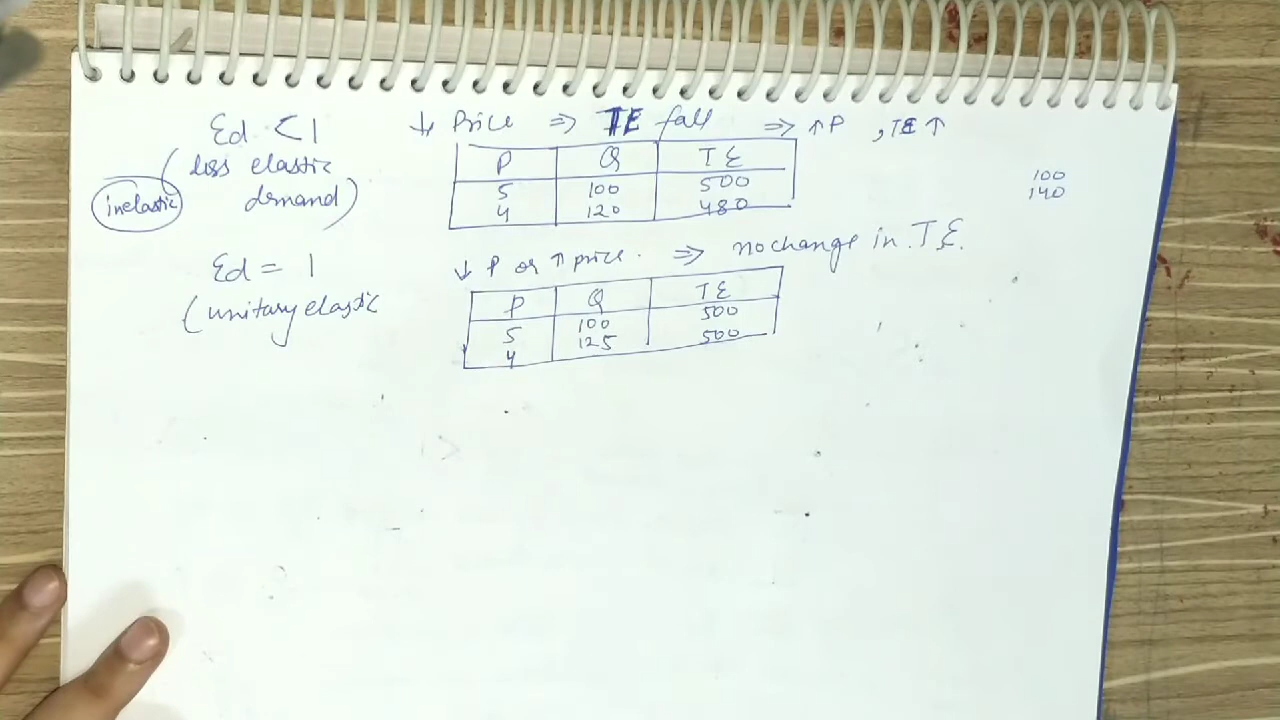 Ed < 1 ↓ Price ⇒ TE fall ⇒ ↑P , TE ↑
(less elastic demand)
inelastic
P Q TE
5 100 500
4 120 480
100
140
Ed = 1 ↓ P or ↑ price. ⇒ no change in TE.
(unitary elastic
P Q TE
5 100 500
4 125 500